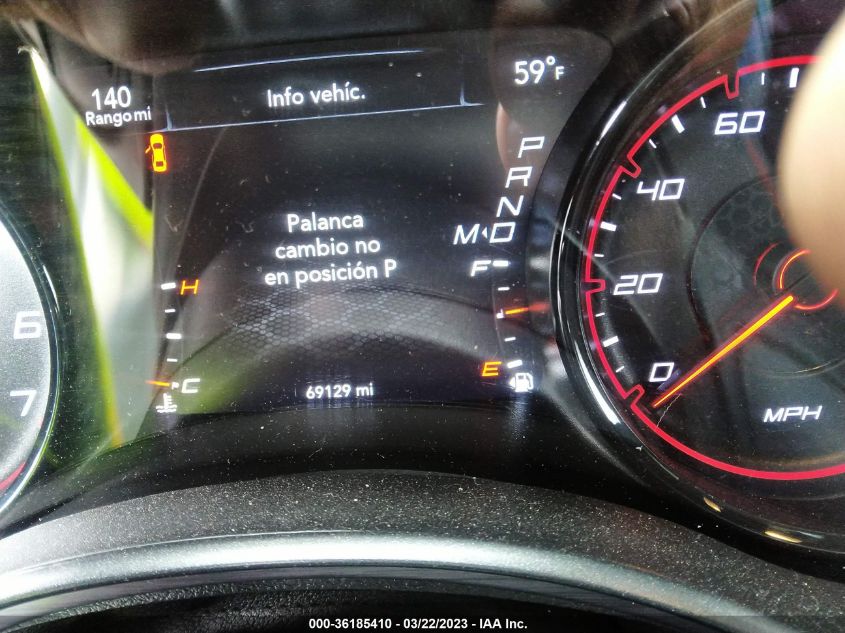 140
Rango mi
Info vehíc.
59°F
P
R
N
M◂D
Palanca
cambio no
en posición P
F
E
H
C
69129 mi
6
7
60
40
20
0
MPH
000-36185410 - 03/22/2023 - IAA Inc.